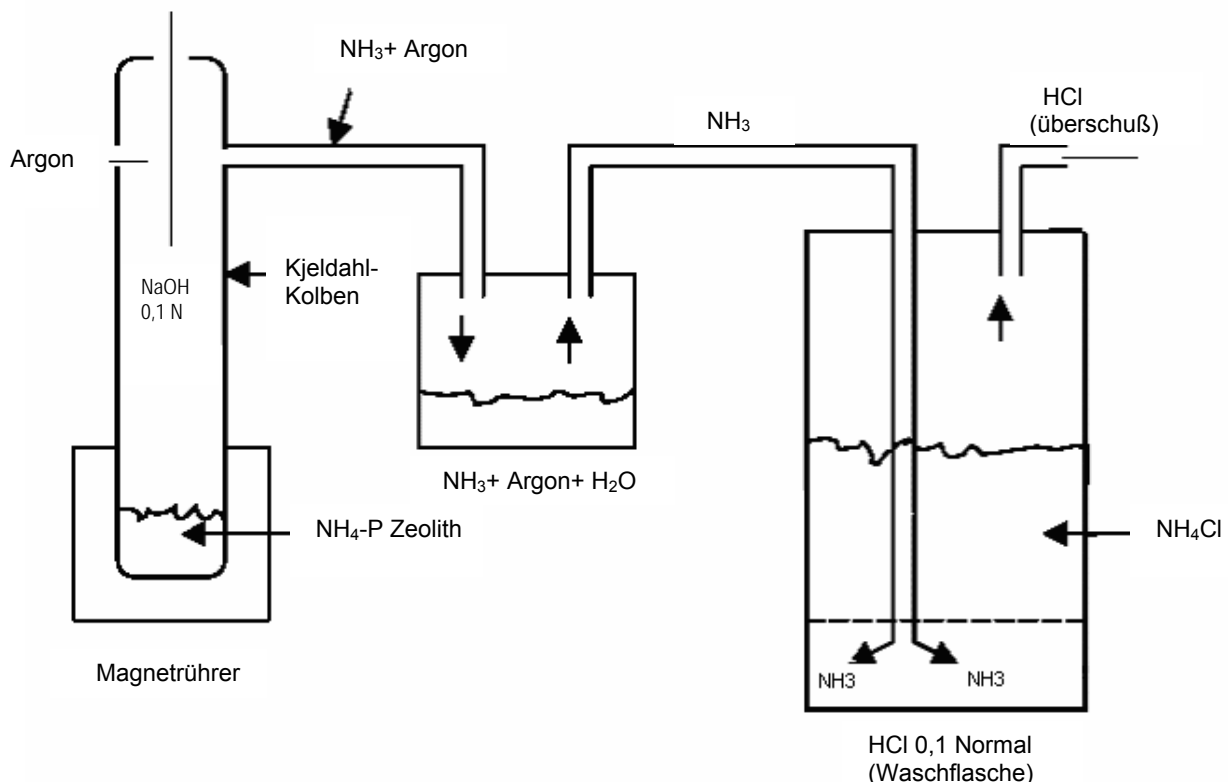 NH₃+ Argon
HCl
(überschuß)
NH₃
Argon
Kjeldahl-
Kolben
NaOH
0,1 N
NH₃+ Argon+ H₂O
NH₄-P Zeolith
NH₄Cl
Magnetrührer
NH3
NH3
HCl 0,1 Normal
(Waschflasche)